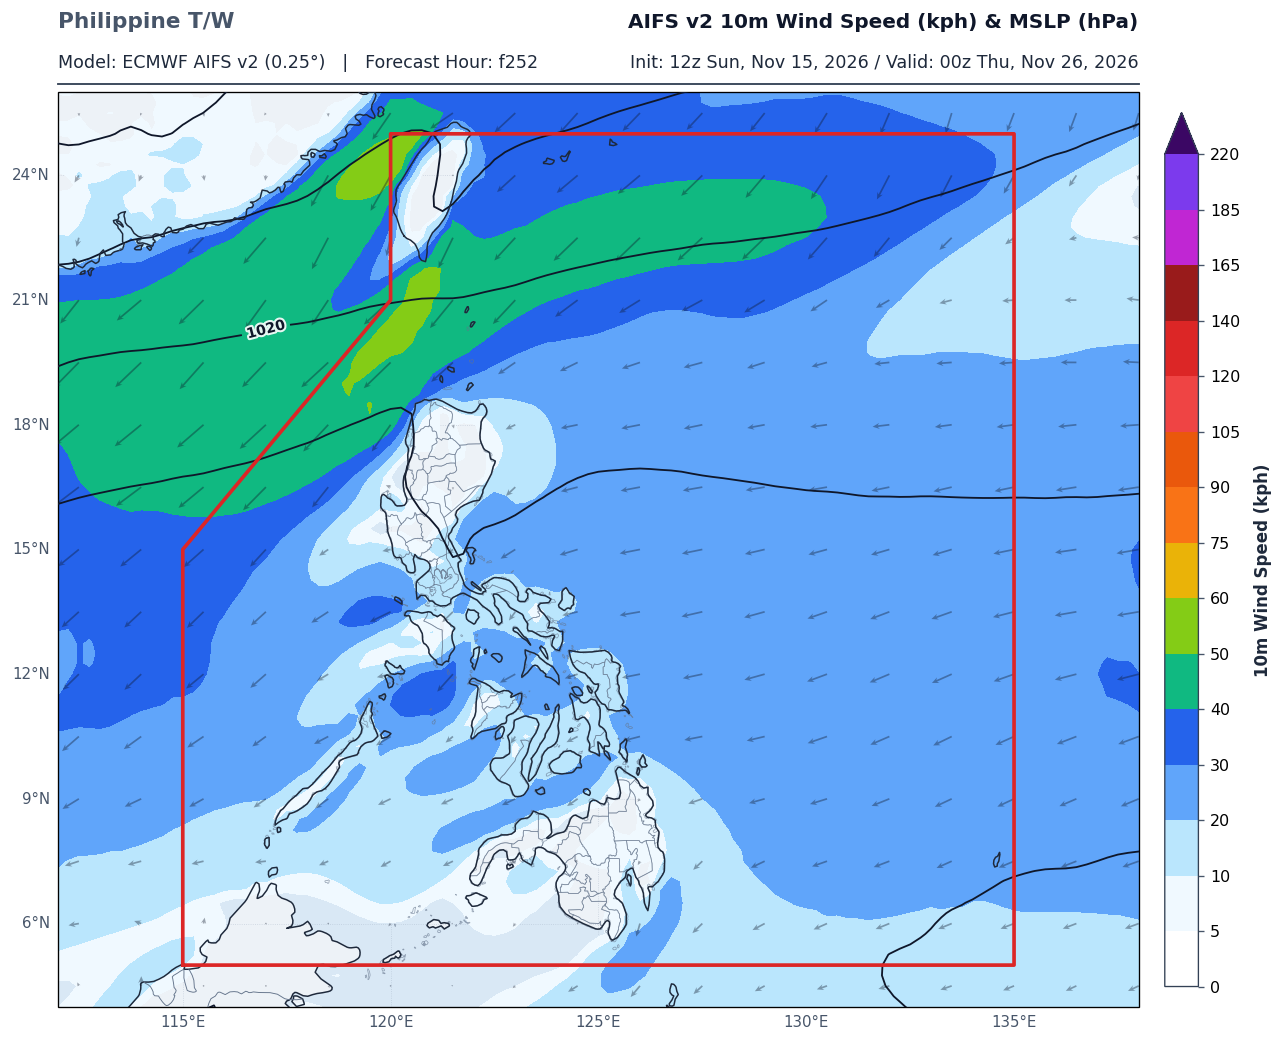 Philippine T/W
AIFS v2 10m Wind Speed (kph) & MSLP (hPa)
Model: ECMWF AIFS v2 (0.25°) | Forecast Hour: f252
Init: 12z Sun, Nov 15, 2026 / Valid: 00z Thu, Nov 26, 2026
24°N
21°N
18°N
15°N
12°N
9°N
6°N
1020
115°E
120°E
125°E
130°E
135°E
220
185
165
140
120
105
90
75
60
50
40
30
20
10
5
0
10m Wind Speed (kph)